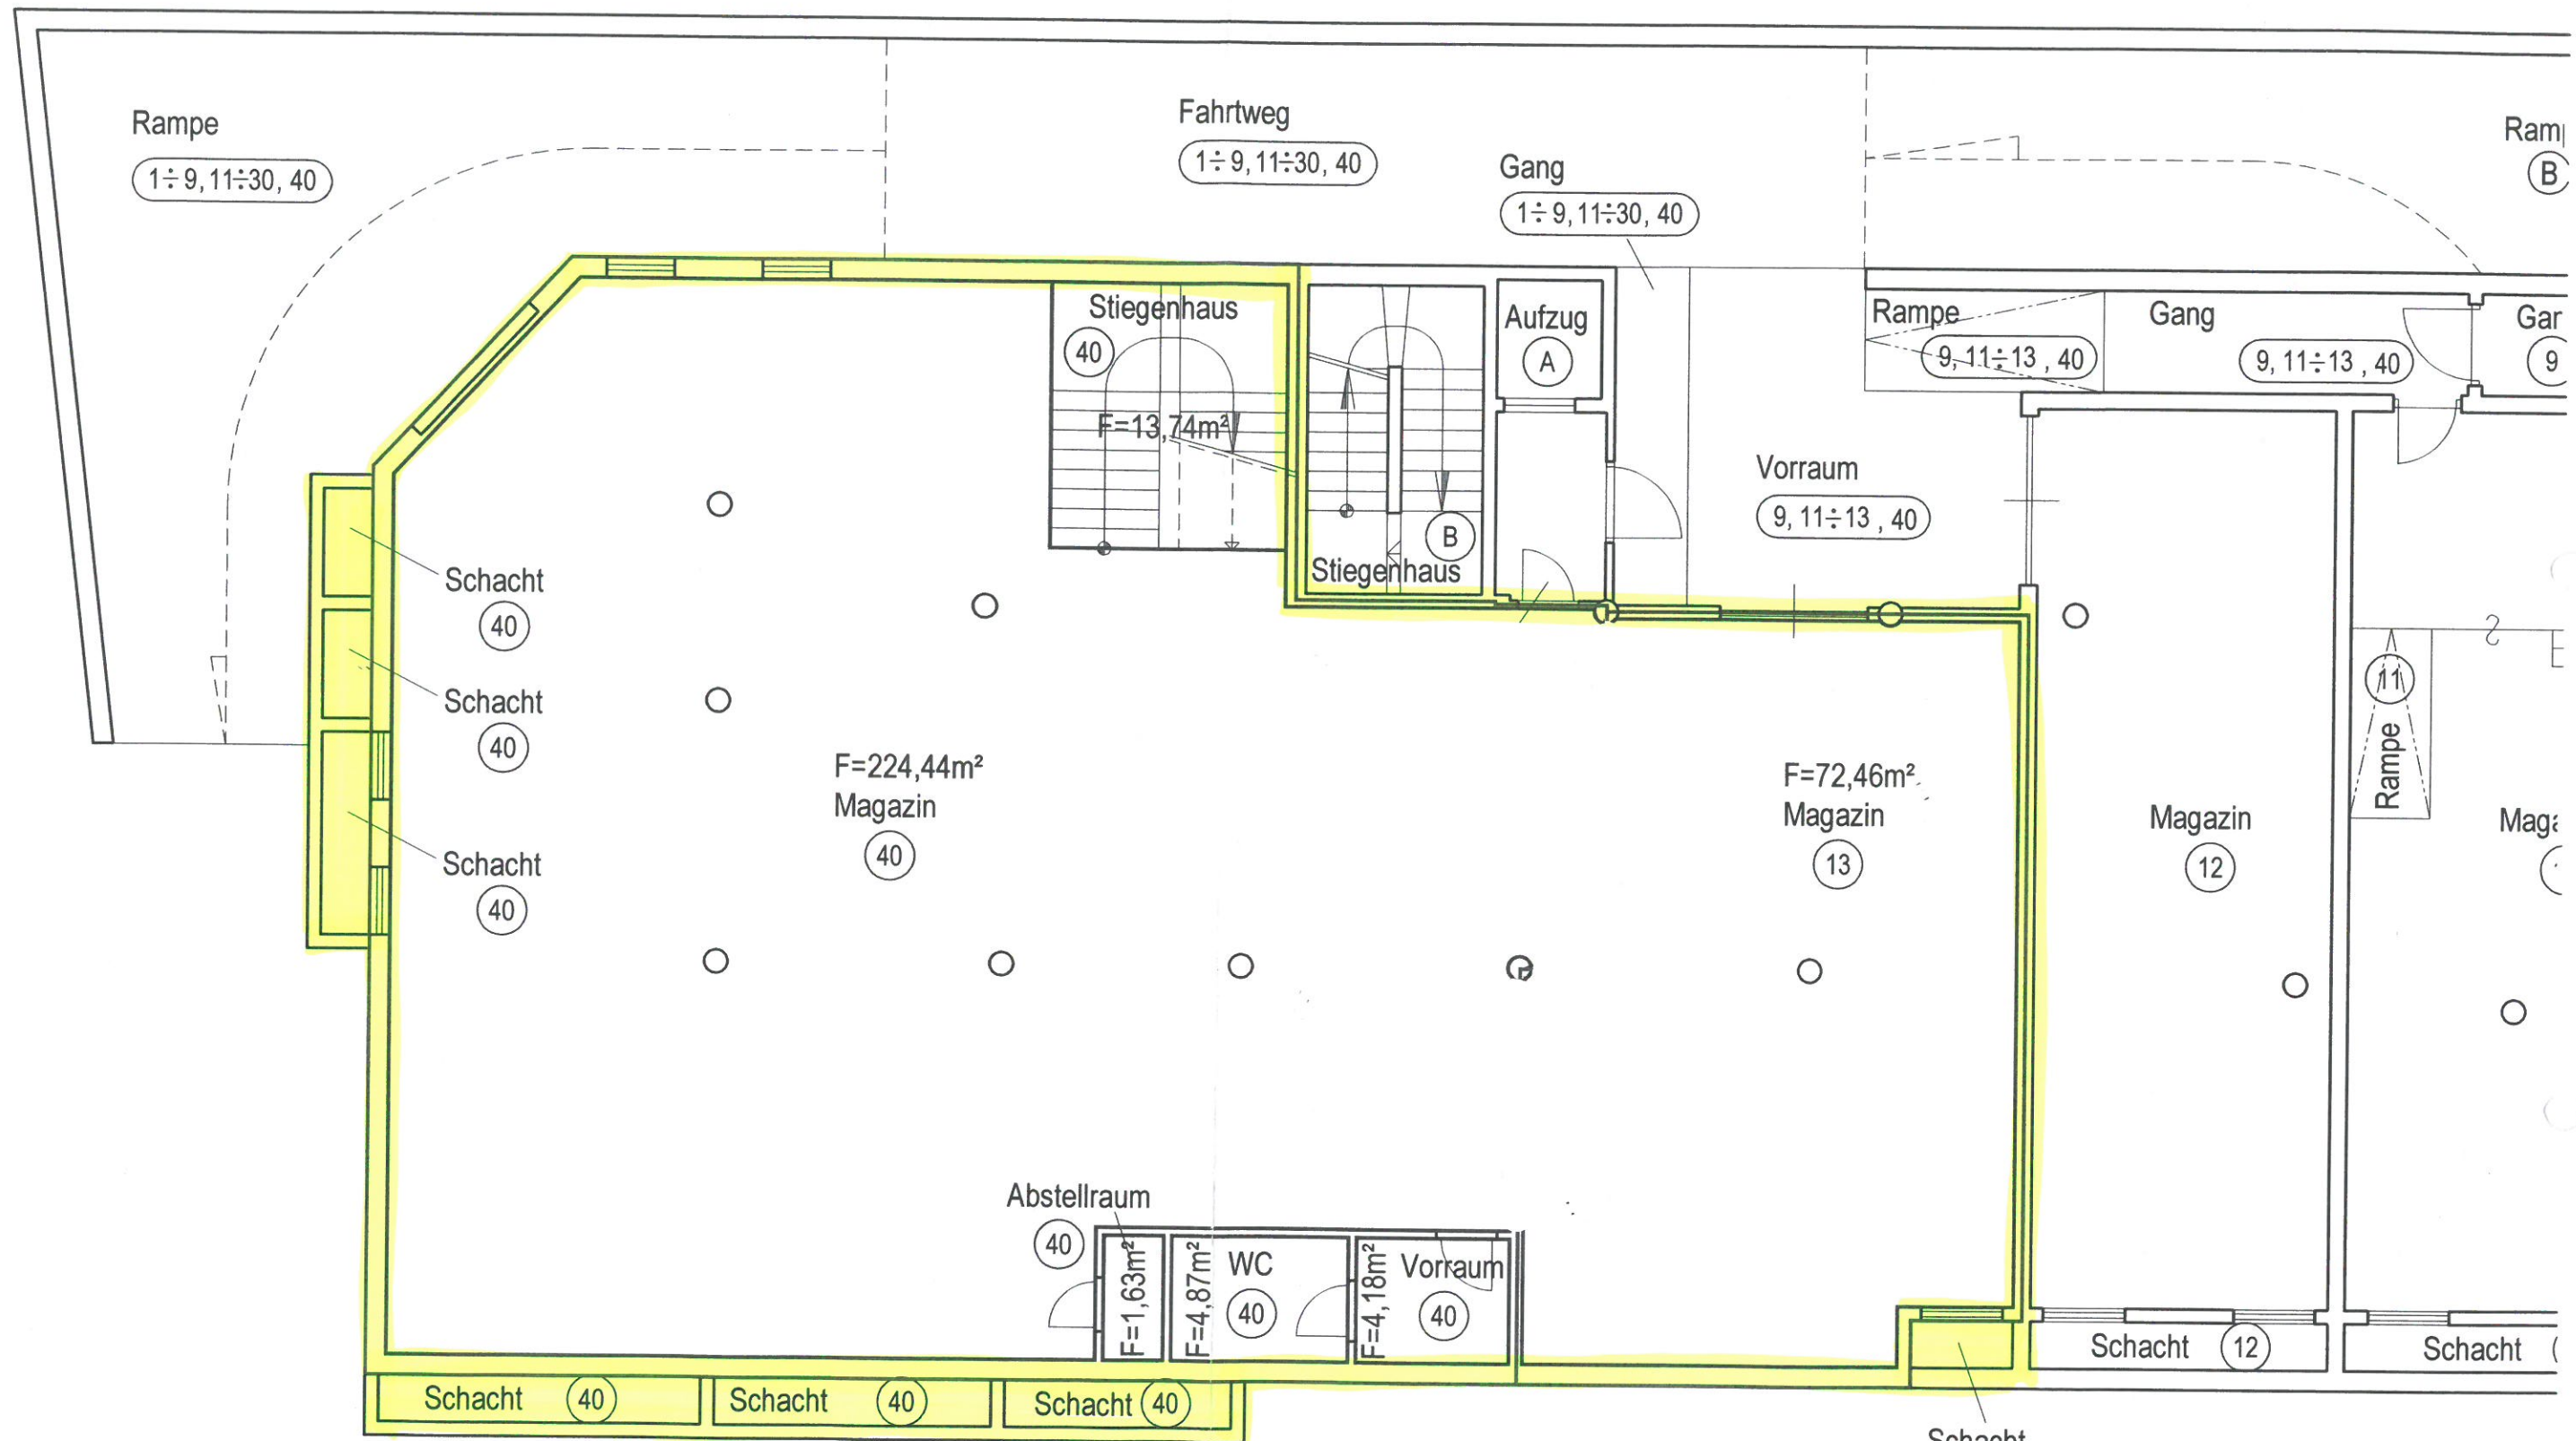 Rampe
1÷9,11÷30, 40
Fahrtweg
1÷9,11÷30, 40
Gang
1÷9,11÷30, 40
B
Stiegenhaus
40
F=13,74m²
Aufzug
A
B
Stiegenhaus
Rampe
9, 11÷13 , 40
Gang
9, 11÷13 , 40
9
Vorraum
9, 11÷13 , 40
Schacht
40
Schacht
40
Schacht
40
F=224,44m²
Magazin
40
F=72,46m²
Magazin
13
Magazin
12
11
Rampe
Abstellraum
40
F=1,63m²
F=4,87m²
WC
40
F=4,18m²
Vorraum
40
Schacht 40
Schacht 40
Schacht 40
Schacht 12
Schacht
Schacht